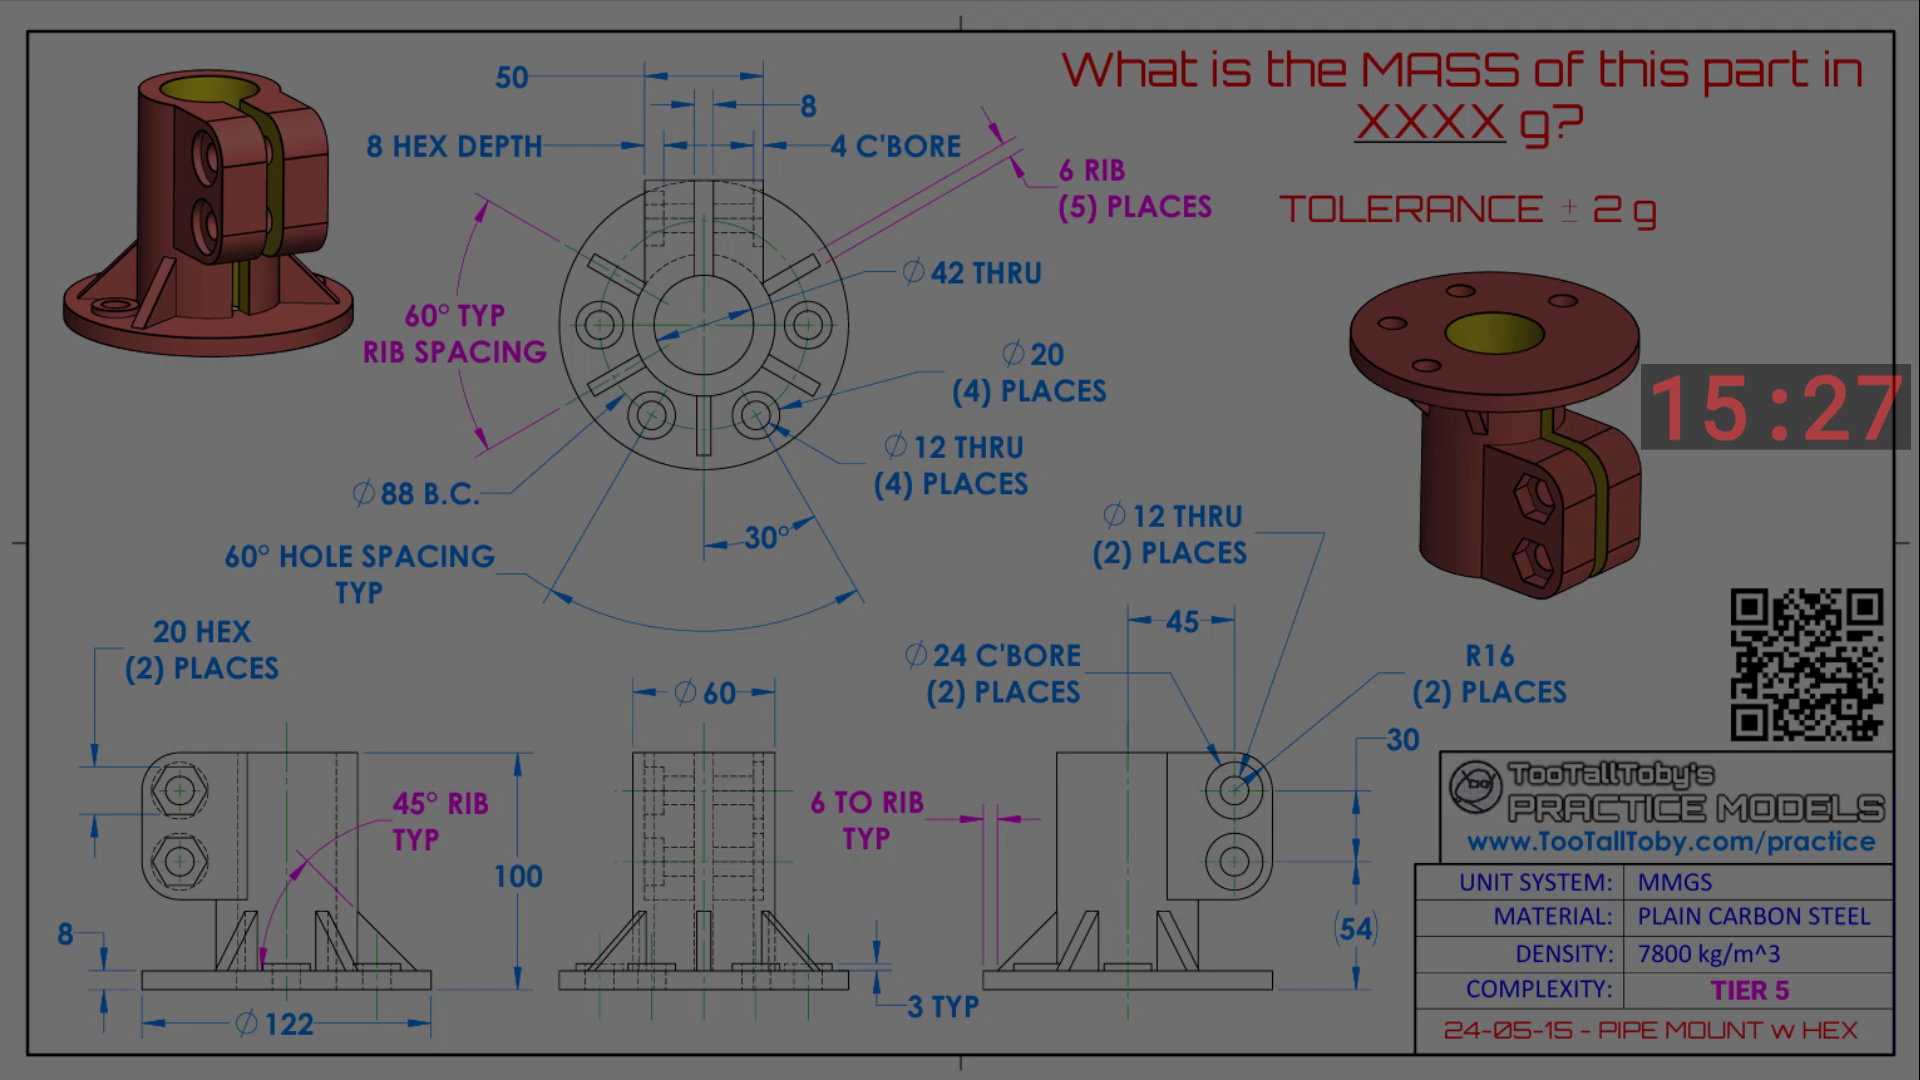 What is the MASS of this part in
XXXX g?
TOLERANCE ± 2 g
50
8
8 HEX DEPTH
4 C'BORE
6 RIB
(5) PLACES
60° TYP
RIB SPACING
Ø 42 THRU
Ø 20
(4) PLACES
Ø 12 THRU
(4) PLACES
Ø 88 B.C.
30°
60° HOLE SPACING
TYP
15:27
Ø 12 THRU
(2) PLACES
20 HEX
(2) PLACES
45
Ø 24 C'BORE
(2) PLACES
R16
(2) PLACES
Ø 60
30
45° RIB
TYP
6 TO RIB
TYP
100
8
(54)
3 TYP
Ø 122
TooTallToby's
PRACTICE MODELS
www.TooTallToby.com/practice
UNIT SYSTEM: MMGS
MATERIAL: PLAIN CARBON STEEL
DENSITY: 7800 kg/m^3
COMPLEXITY: TIER 5
24-05-15 - PIPE MOUNT w HEX